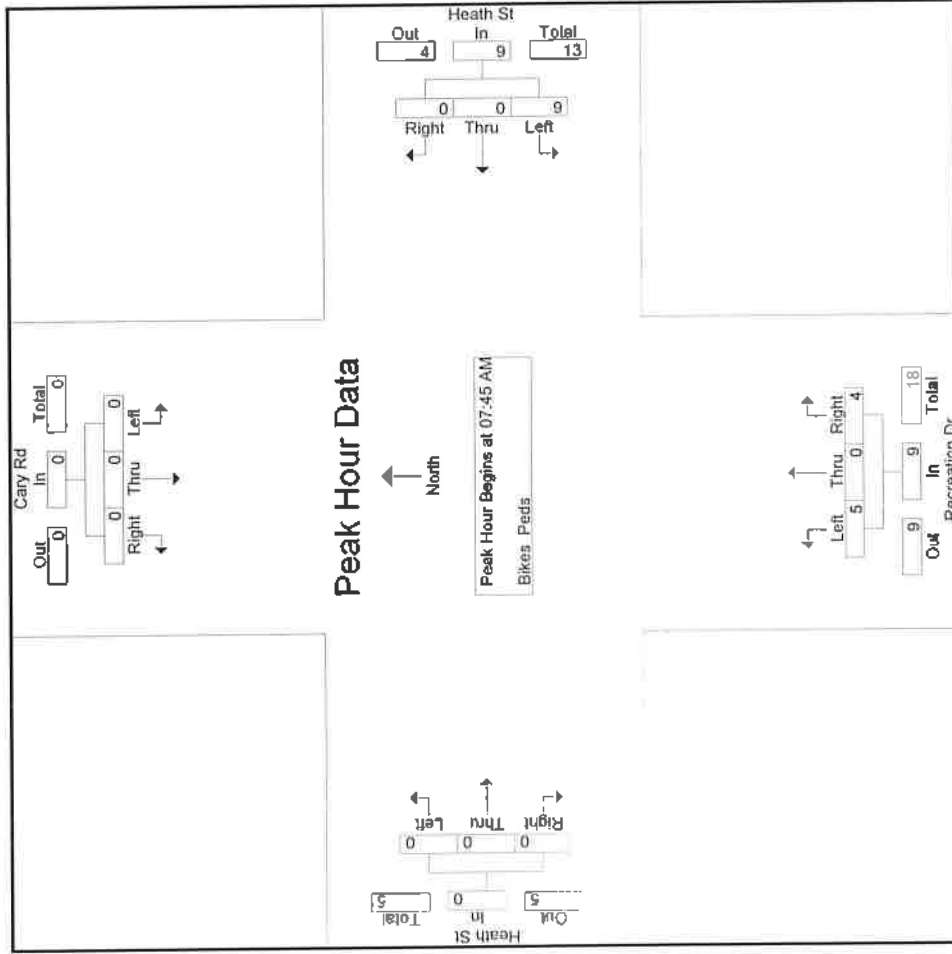 Heath St
Out In Total
4 9 13
0 0 9
Right Thru Left
Cary Rd
Out In Total
0 0 0
0 0 0
Right Thru Left
Peak Hour Data
North
Peak Hour Begins at 07:45 AM
Bikes Peds
Left Thru Right
5 0 4
9 9 18
Out In Total
Recreation Dr
Left
Thru
Right
0
0
0
Total In Out
5 0 5
Heath St